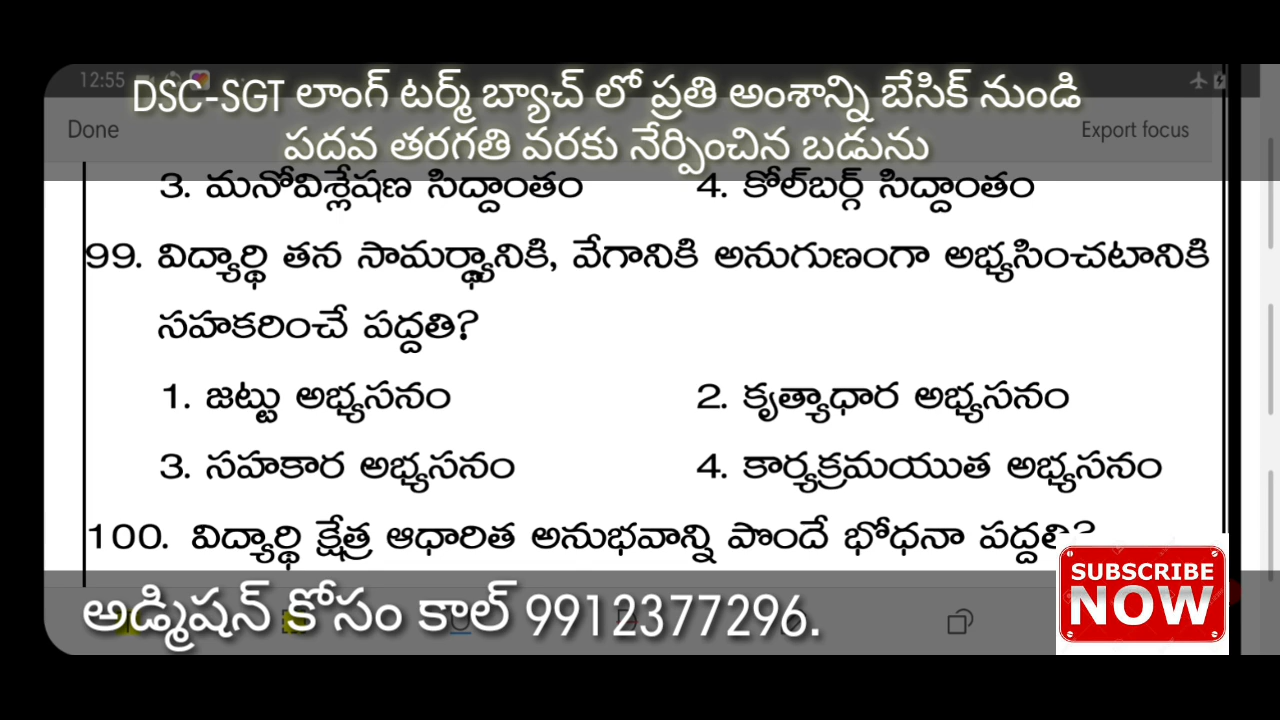 12:55
DSC-SGT లాంగ్ టర్మ్ బ్యాచ్ లో ప్రతి అంశాన్ని బేసిక్ నుండి
పదవ తరగతి వరకు నేర్పించిన బడును
Done
Export focus
3. మనోవిశ్లేషణ సిద్దాంతం 4. కోల్‌బర్గ్ సిద్దాంతం
99. విద్యార్థి తన సామర్థ్యానికి, వేగానికి అనుగుణంగా అభ్యసించటానికి
సహకరించే పద్దతి?
1. జట్టు అభ్యసనం 2. కృత్యాధార అభ్యసనం
3. సహకార అభ్యసనం 4. కార్యక్రమయుత అభ్యసనం
100. విద్యార్థి క్షేత్ర ఆధారిత అనుభవాన్ని పొందే భోధనా పద్దతి?
అడ్మిషన్ కోసం కాల్ 9912377296.
SUBSCRIBE
NOW